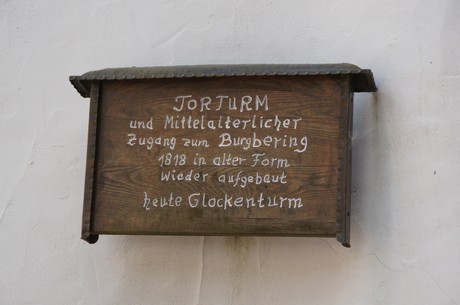 TORTURM
und Mittelalterlicher
Zugang zum Burgbering
1818 in alter Form
Wieder aufgebaut
heute Glockenturm